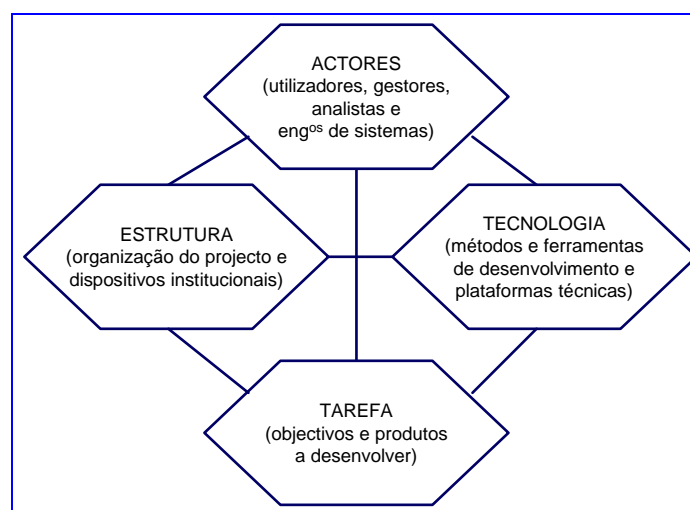 ACTORES
(utilizadores, gestores,
analistas e
engºˢ de sistemas)
ESTRUTURA
(organização do projecto e
dispositivos institucionais)
TECNOLOGIA
(métodos e ferramentas
de desenvolvimento e
plataformas técnicas)
TAREFA
(objectivos e produtos
a desenvolver)